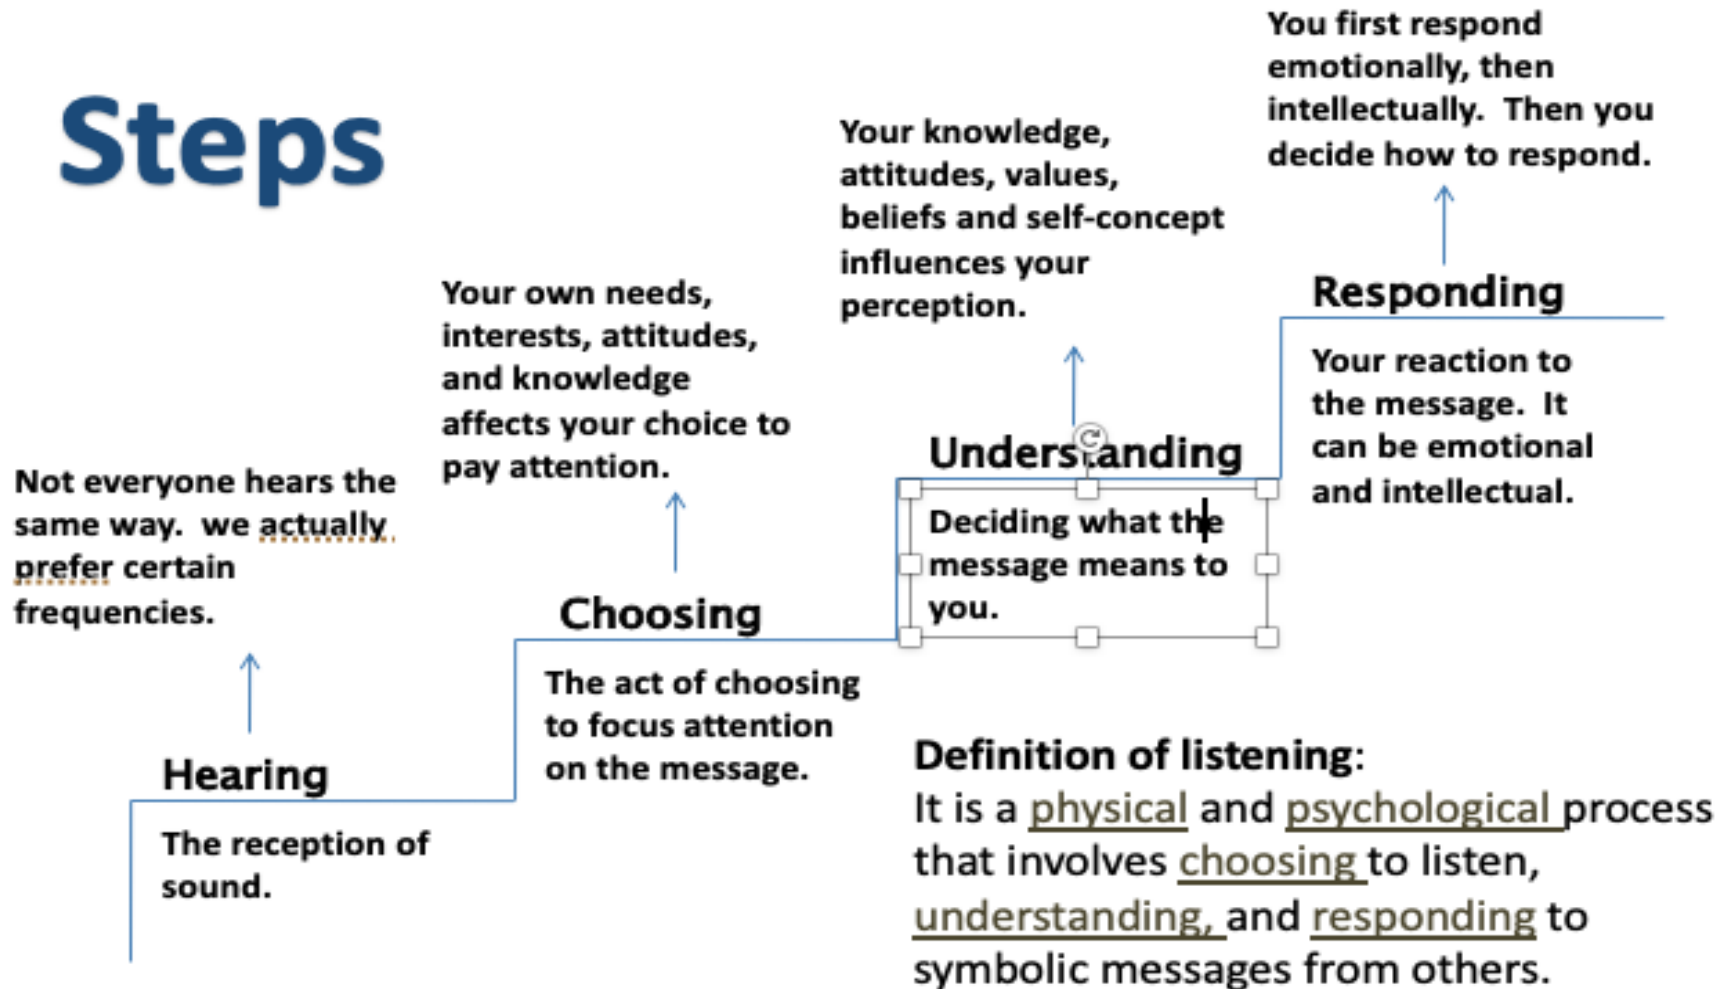 Steps
Not everyone hears the
same way.  we actually
prefer certain
frequencies.
Hearing
The reception of
sound.
Your own needs,
interests, attitudes,
and knowledge
affects your choice to
pay attention.
Choosing
The act of choosing
to focus attention
on the message.
Your knowledge,
attitudes, values,
beliefs and self-concept
influences your
perception.
Understanding
Deciding what the
message means to
you.
You first respond
emotionally, then
intellectually.  Then you
decide how to respond.
Responding
Your reaction to
the message.  It
can be emotional
and intellectual.
Definition of listening:
It is a physical and psychological process
that involves choosing to listen,
understanding, and responding to
symbolic messages from others.